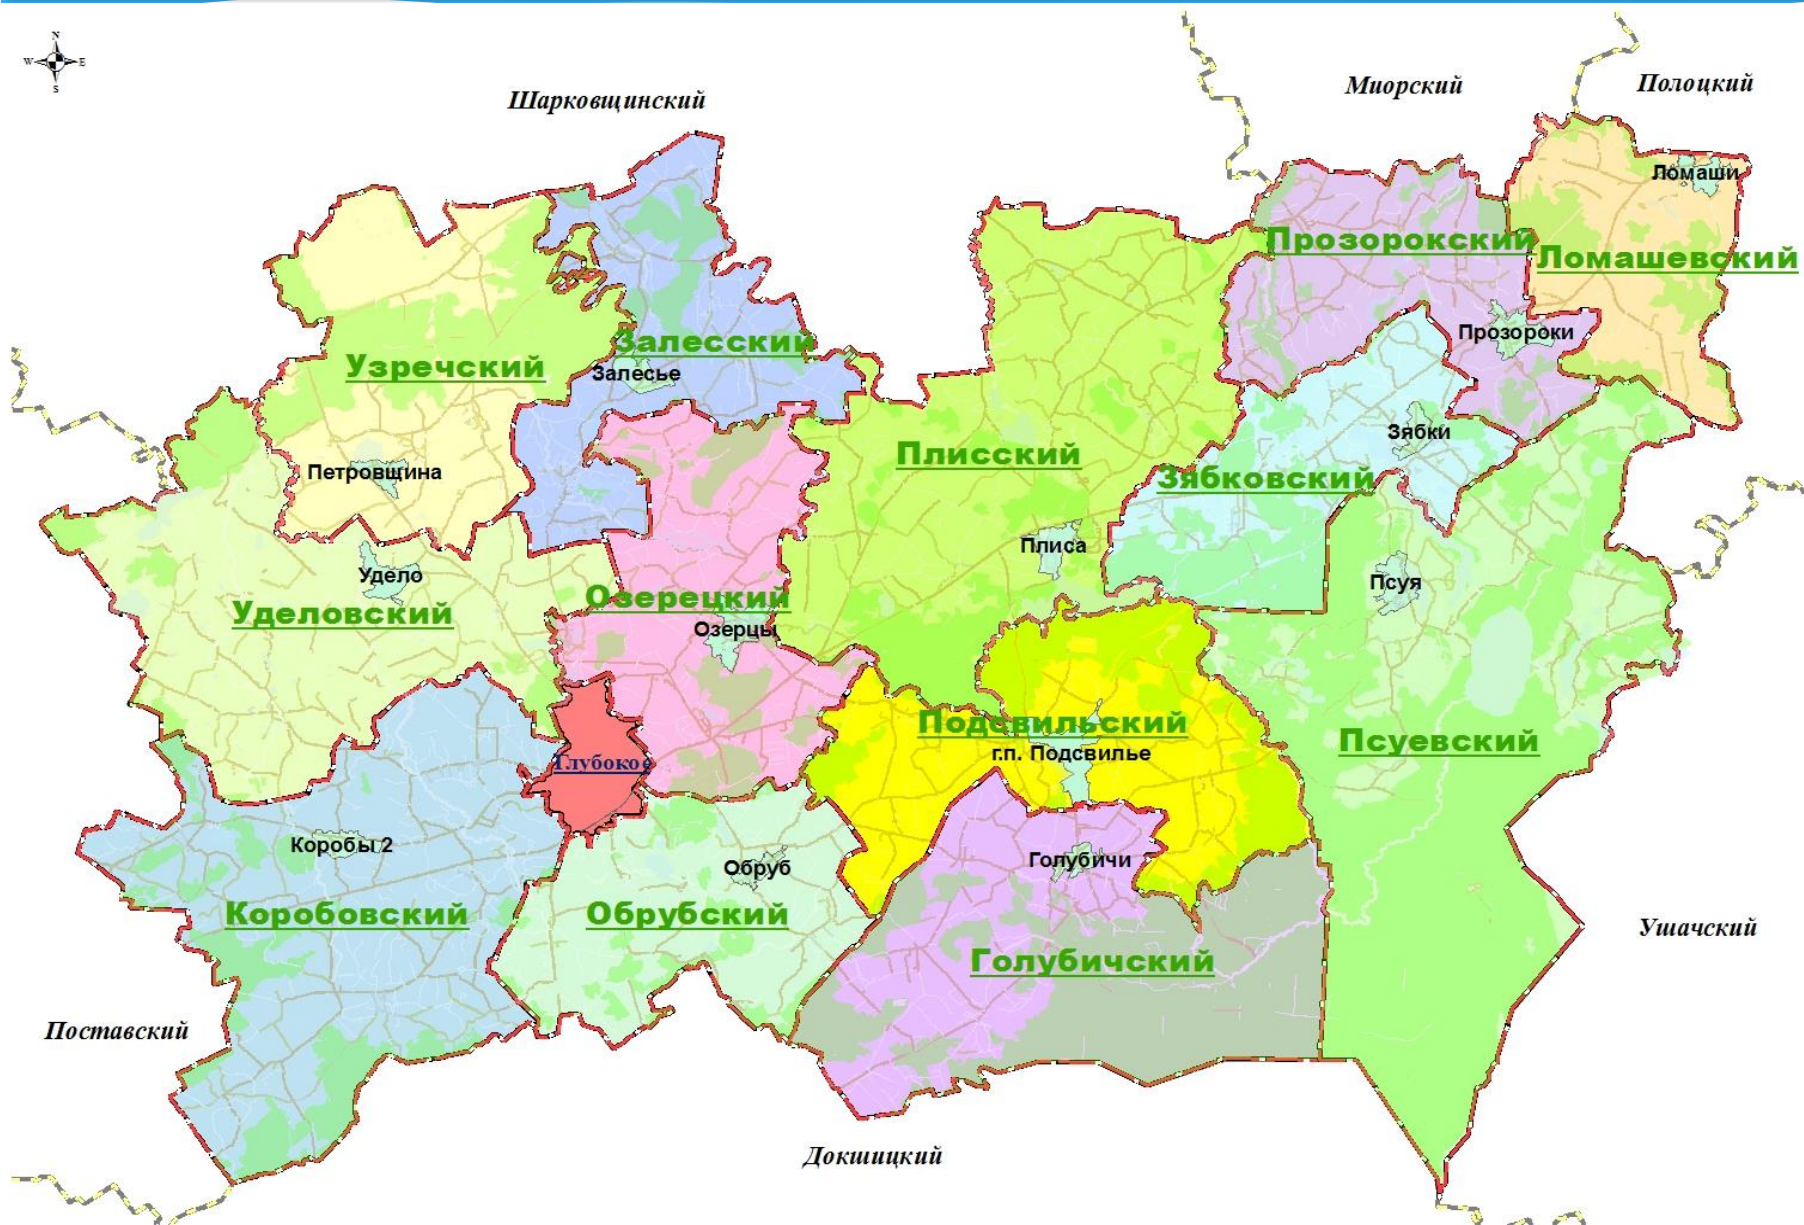 N
W E
S
Шарковщинский
Миорский
Полоцкий
Ломаши
Прозорокский
Ломашевский
Залесский
Прозороки
Узречский
Залесье
Зябки
Плисский
Петровщина
Зябковский
Плиса
Удело
Псуя
Озерецкий
Уделовский
Озерцы
Подсвильский
Псуевский
г.п. Подсвилье
Глубокое
Коробы 2
Голубичи
Обруб
Коробовский
Обрубский
Ушачский
Голубичский
Поставский
Докшицкий